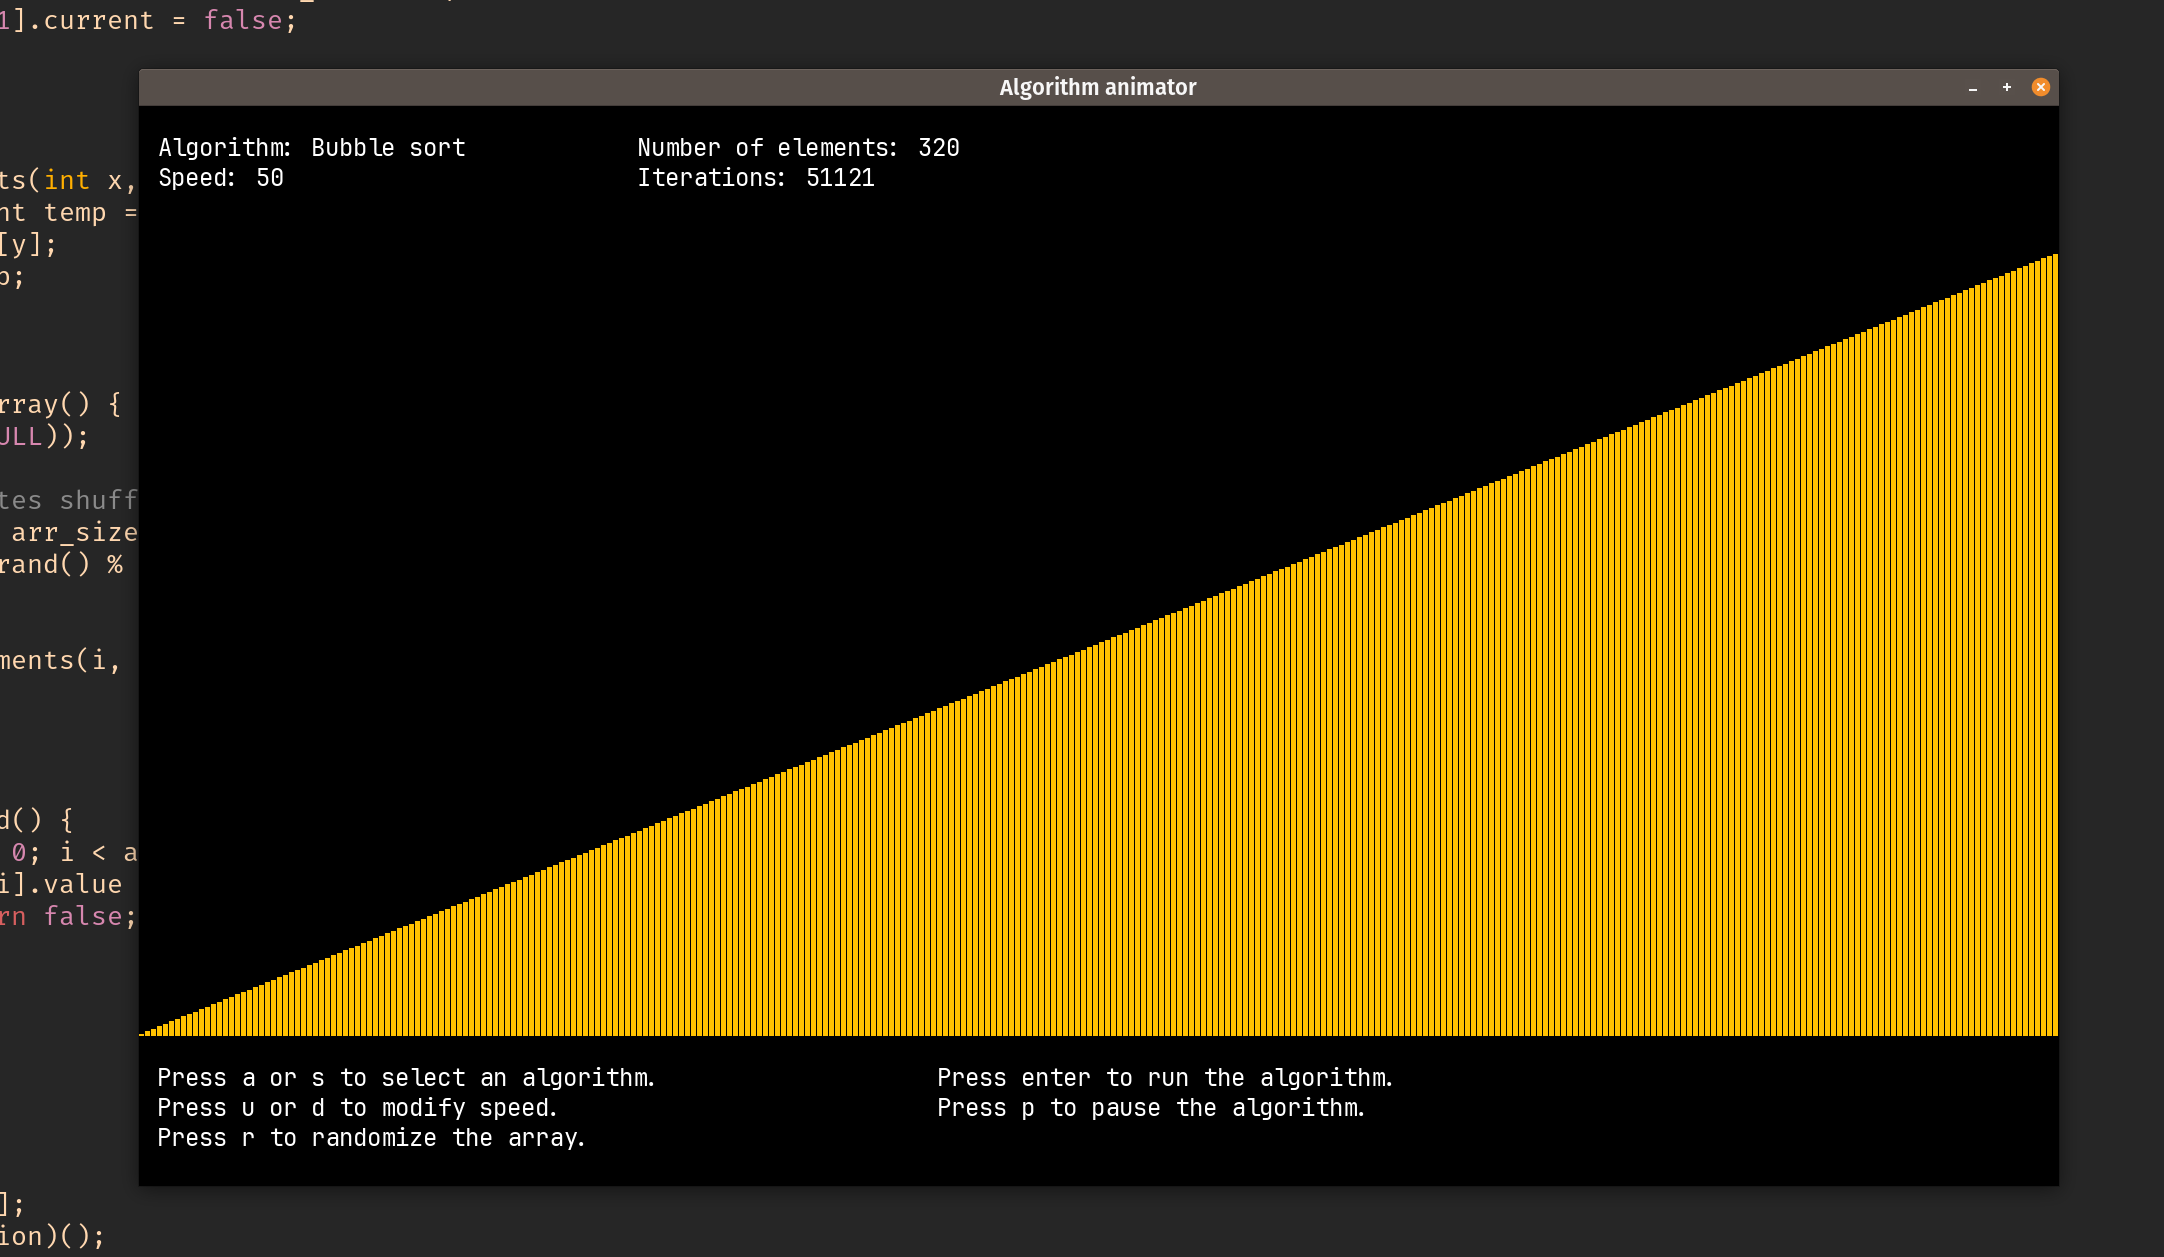 1].current = false;
Algorithm animator
Algorithm: Bubble sort
Number of elements: 320
Speed: 50
Iterations: 51121
ts(int x,
nt temp =
[y];
p;
rray() {
ULL));
tes shuff
arr_size
rand() %
ments(i,
d() {
0; i < a
i].value
rn false;
Press a or s to select an algorithm.
Press enter to run the algorithm.
Press u or d to modify speed.
Press p to pause the algorithm.
Press r to randomize the array.
];
ion)();